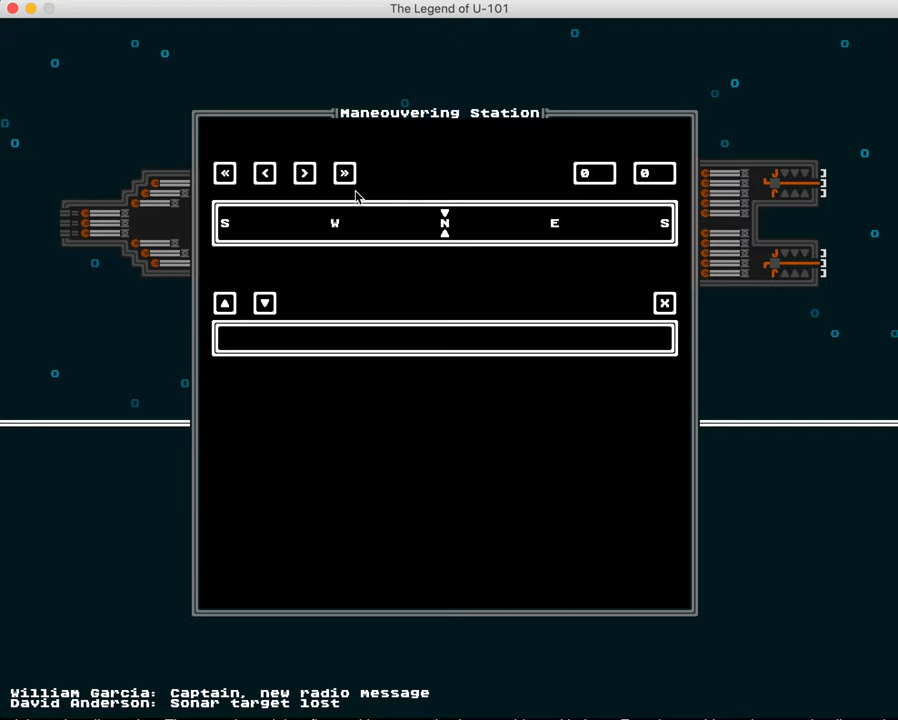 The Legend of U-101
Maneouvering Station
« < > » 0 0
S W N E S
X
William Garcia: Captain, new radio message
David Anderson: Sonar target lost